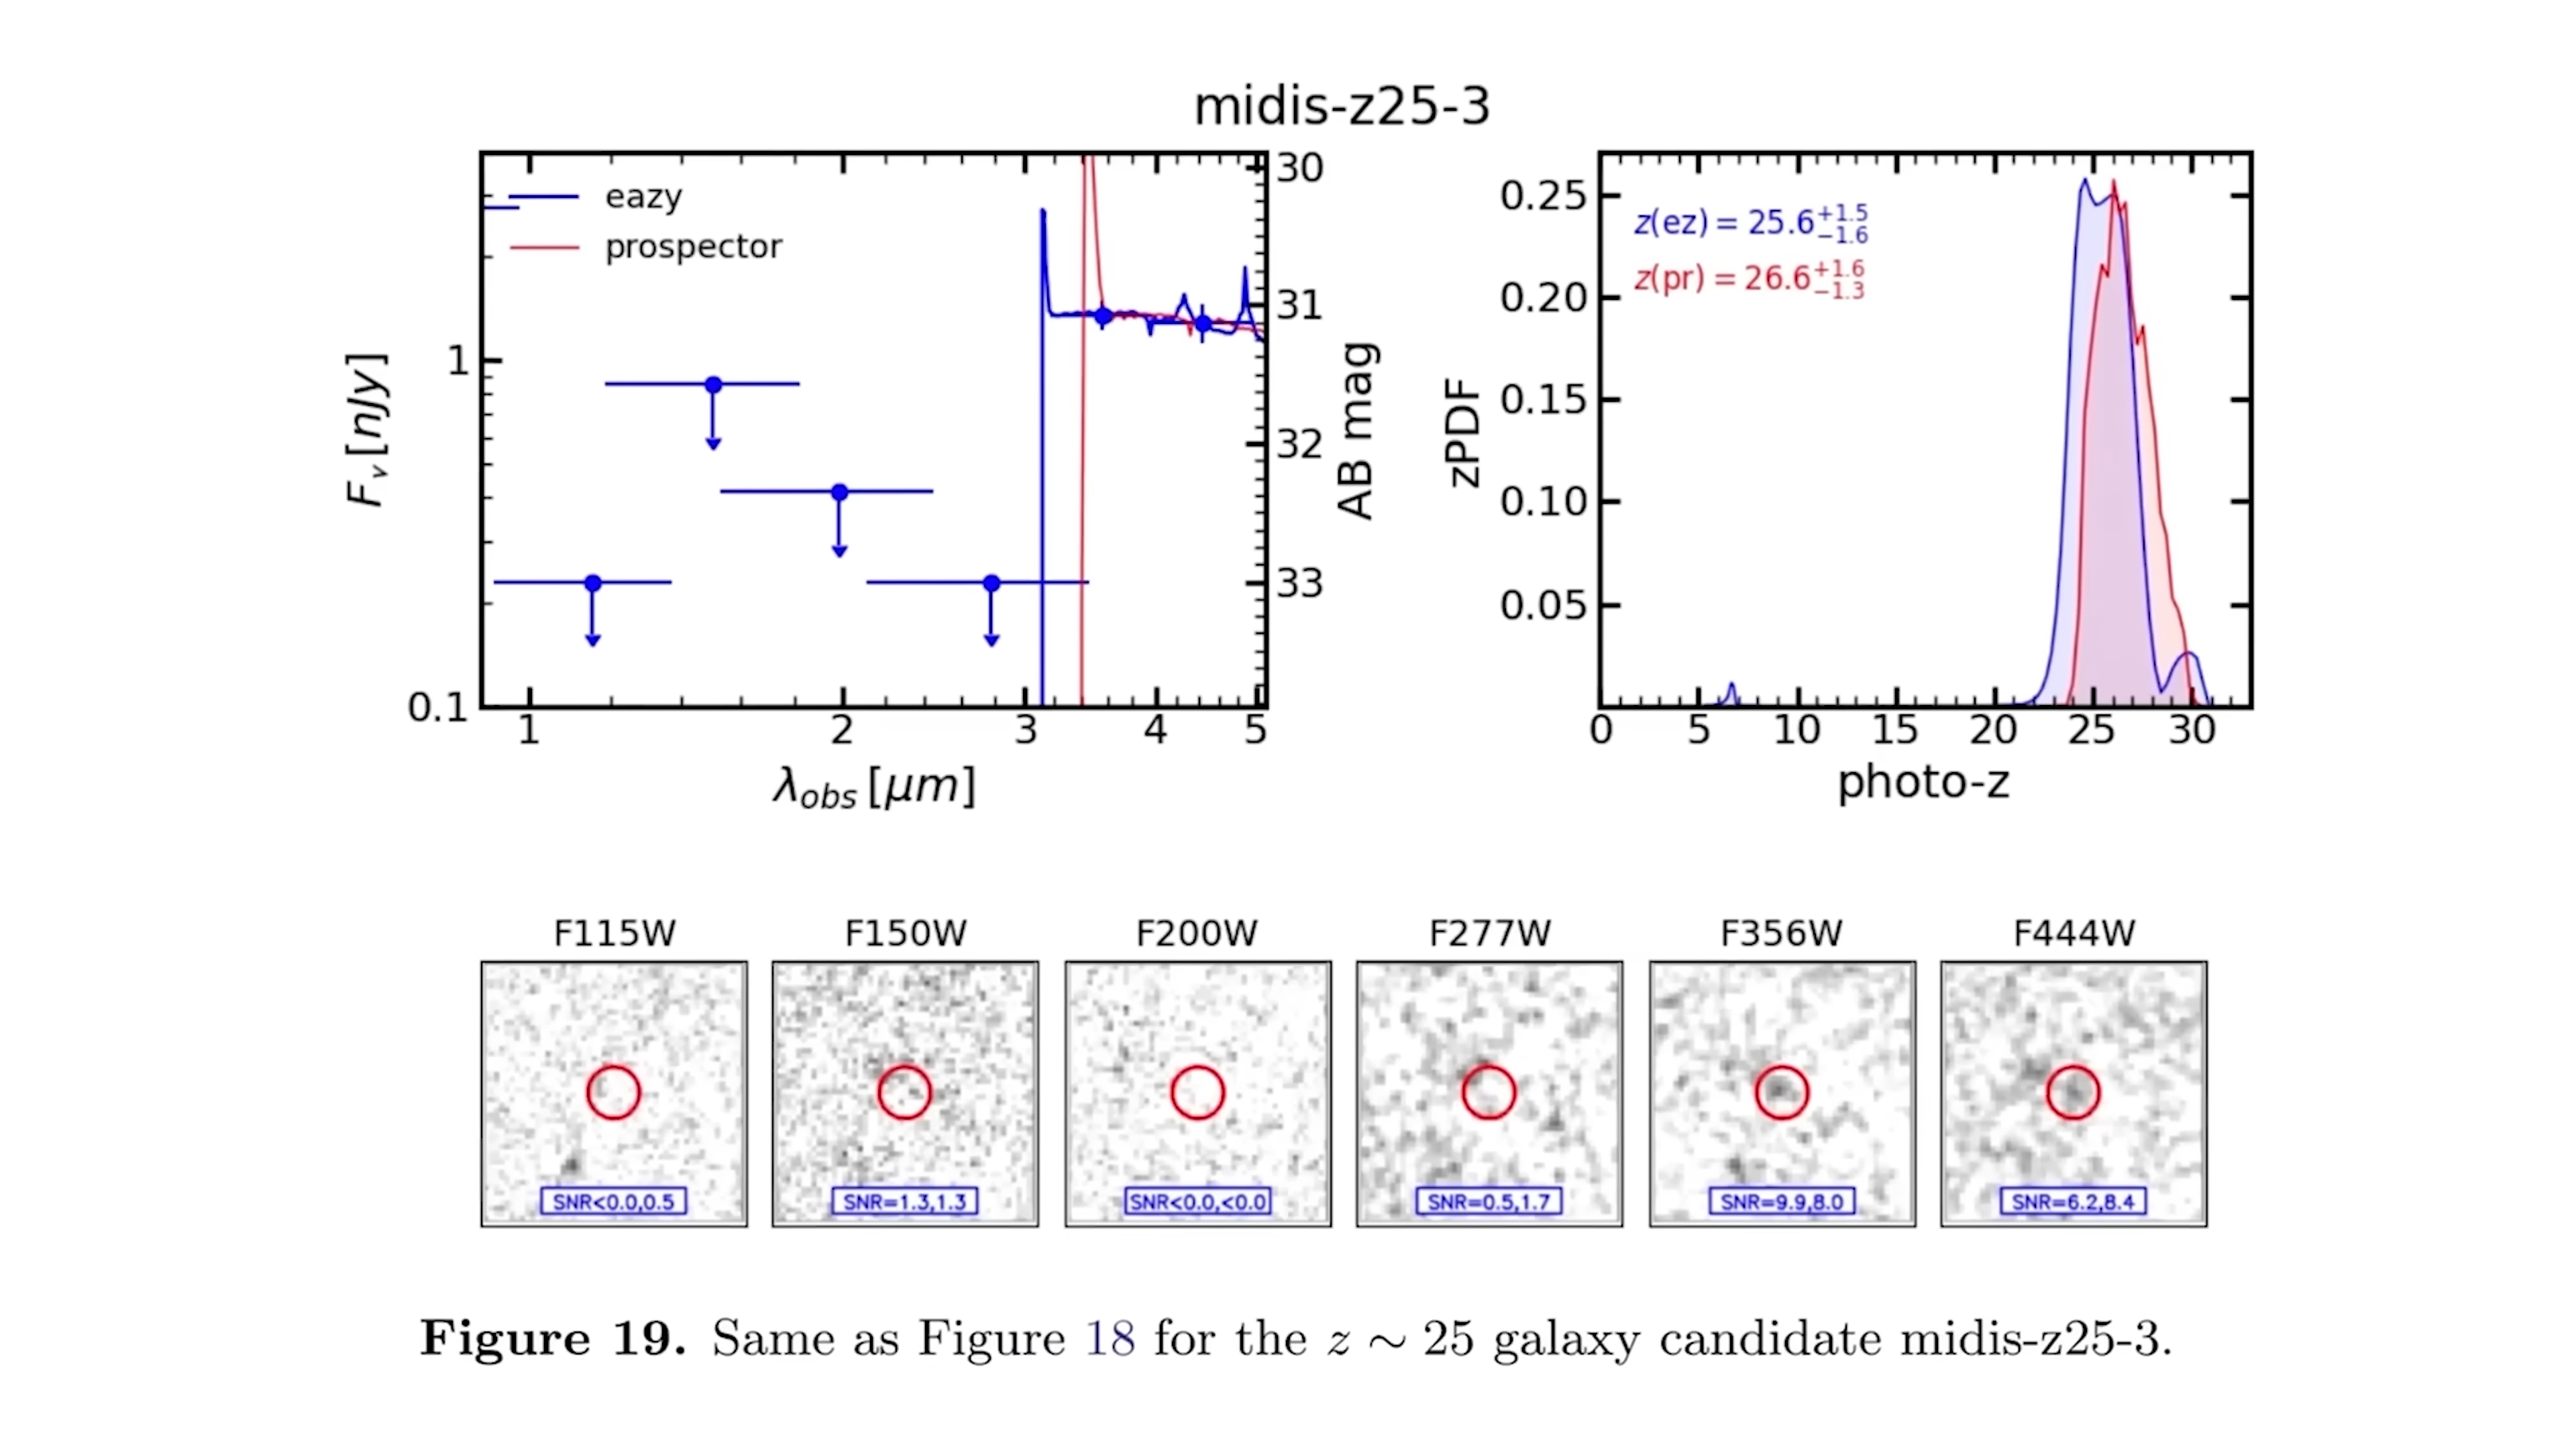 midis-z25-3
eazy
prospector
F_ν [nJy]
1
0.1
1 2 3 4 5
λ_obs [μm]
30
31
32
33
AB mag
z(ez) = 25.6 +1.5 −1.6
z(pr) = 26.6 +1.6 −1.3
zPDF
0.25
0.20
0.15
0.10
0.05
0 5 10 15 20 25 30
photo-z
F115W F150W F200W F277W F356W F444W
SNR<0.0,0.5 SNR=1.3,1.3 SNR<0.0,<0.0 SNR=0.5,1.7 SNR=9.9,8.0 SNR=6.2,8.4
Figure 19. Same as Figure 18 for the z ∼ 25 galaxy candidate midis-z25-3.